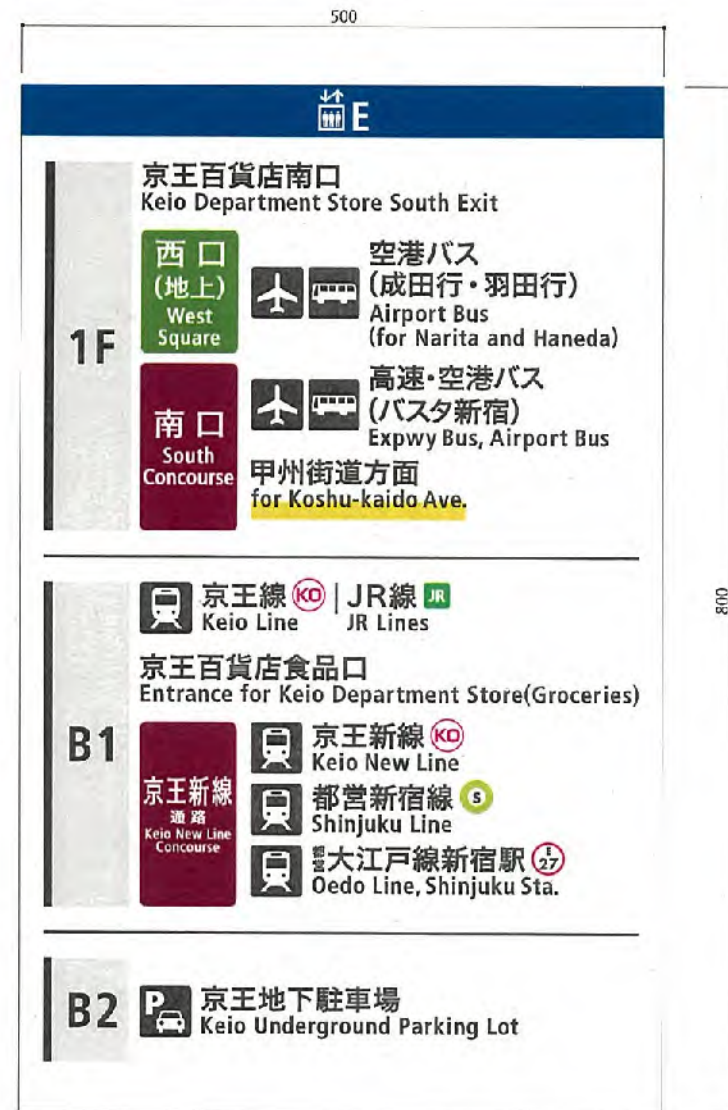 500
E
800
1F
京王百貨店南口
Keio Department Store South Exit
西口
(地上)
West
Square
空港バス
(成田行・羽田行)
Airport Bus
(for Narita and Haneda)
南口
South
Concourse
高速・空港バス
(バスタ新宿)
Expwy Bus, Airport Bus
甲州街道方面
for Koshu-kaido Ave.
B1
京王線 KO | JR線 JR
Keio Line JR Lines
京王百貨店食品口
Entrance for Keio Department Store(Groceries)
京王新線
通路
Keio New Line
Concourse
京王新線 KO
Keio New Line
都営新宿線 S
Shinjuku Line
都営大江戸線新宿駅 E 27
Oedo Line, Shinjuku Sta.
B2
P
京王地下駐車場
Keio Underground Parking Lot